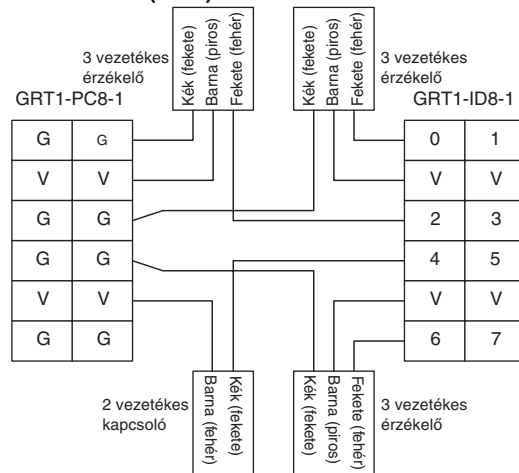 3 vezetékes
érzékelő
Kék (fekete)
Barna (piros)
Fekete (fehér)
Kék (fekete)
Barna (piros)
Fekete (fehér)
3 vezetékes
érzékelő
GRT1-PC8-1
GRT1-ID8-1
G G
V V
G G
G G
V V
G G
0 1
V V
2 3
4 5
V V
6 7
2 vezetékes
kapcsoló
Barna (fehér)
Kék (fekete)
Kék (fekete)
Barna (piros)
Fekete (fehér)
3 vezetékes
érzékelő